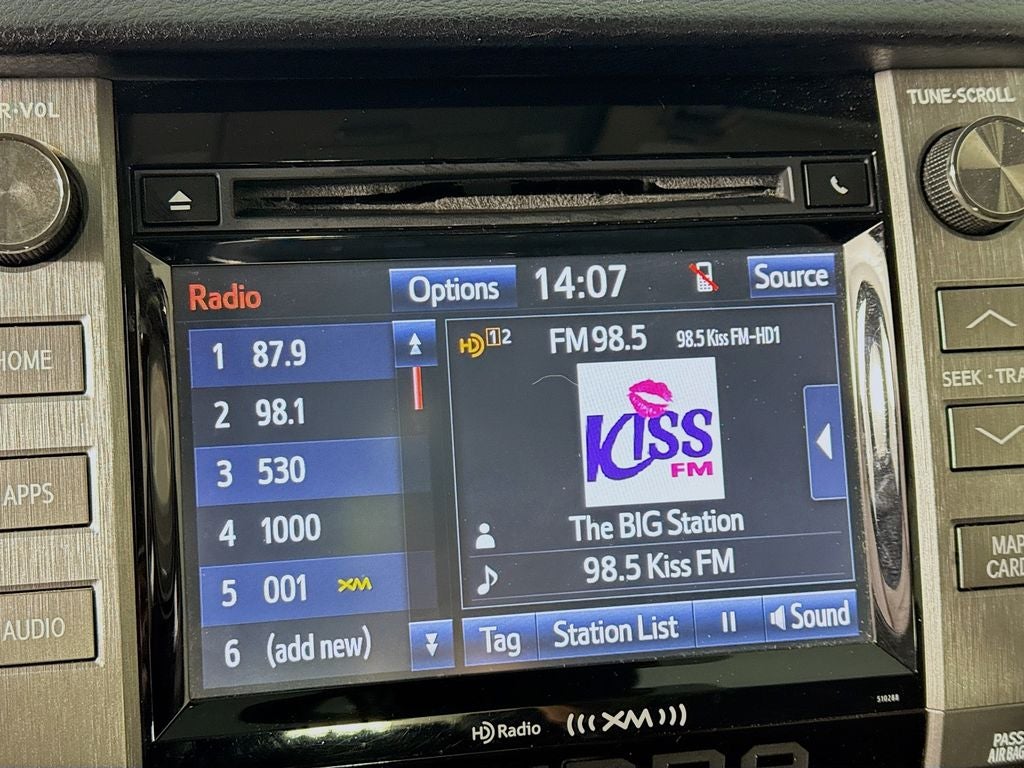 R·VOL
TUNE·SCROLL
Radio
Options
14:07
Source
1 87.9
2 98.1
3 530
4 1000
5 001 XM
6 (add new)
HD 1 2
FM 98.5
98.5 Kiss FM-HD1
KISS
FM
The BIG Station
98.5 Kiss FM
Tag
Station List
Sound
HOME
APPS
AUDIO
SEEK·TRA
MAP
CARD
510288
HD Radio
((( XM )))
PASS
AIR BAG